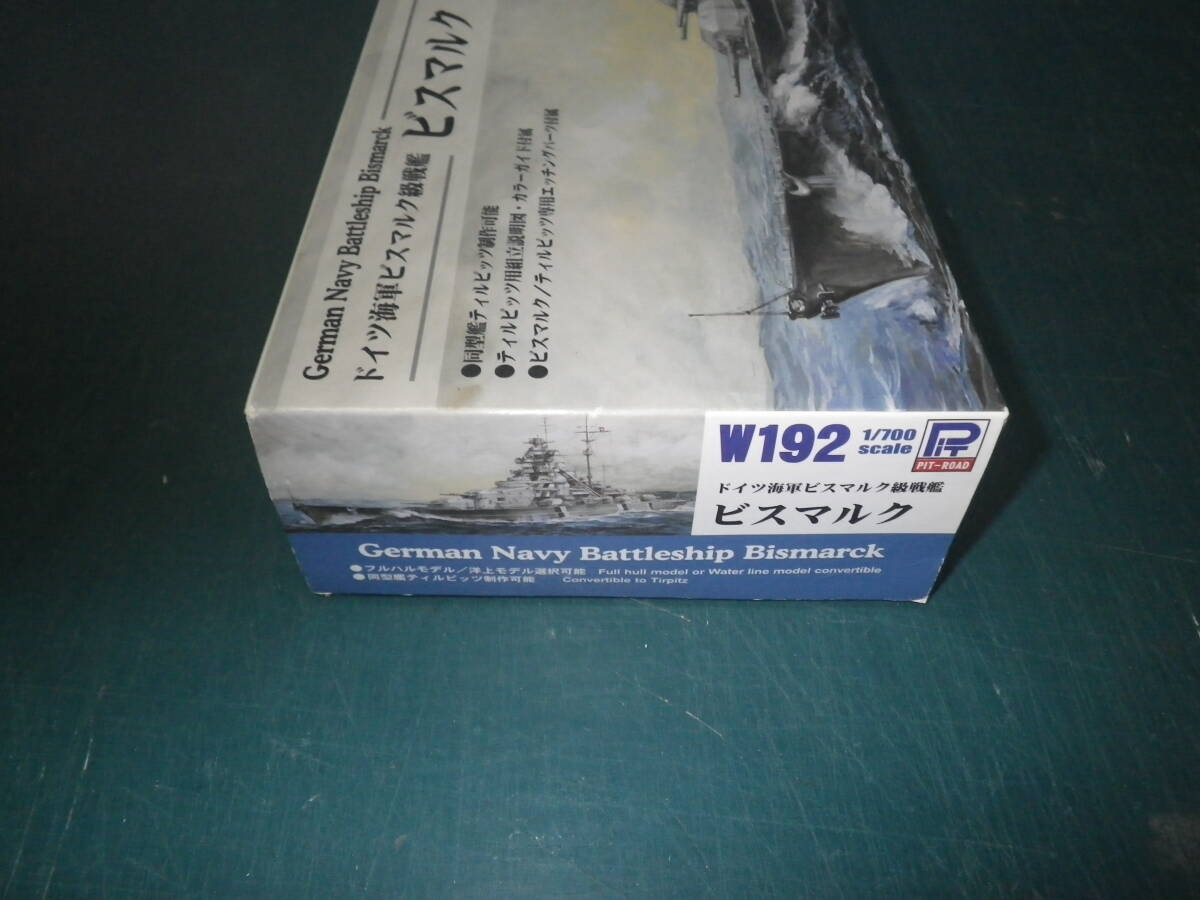 German Navy Battleship Bismarck
ドイツ海軍ビスマルク級戦艦 ビスマルク
●同型艦ティルピッツ制作可能
●ティルピッツ用組立説明図・カラーガイド付属
●ビスマルク/ティルピッツ専用エッチングパーツ付属
W192 1/700 scale PIT
PIT-ROAD
ドイツ海軍ビスマルク級戦艦
ビスマルク
German Navy Battleship Bismarck
●フルハルモデル/洋上モデル選択可能 Full hull model or Water line model convertible
●同型艦ティルピッツ制作可能 Convertible to Tirpitz